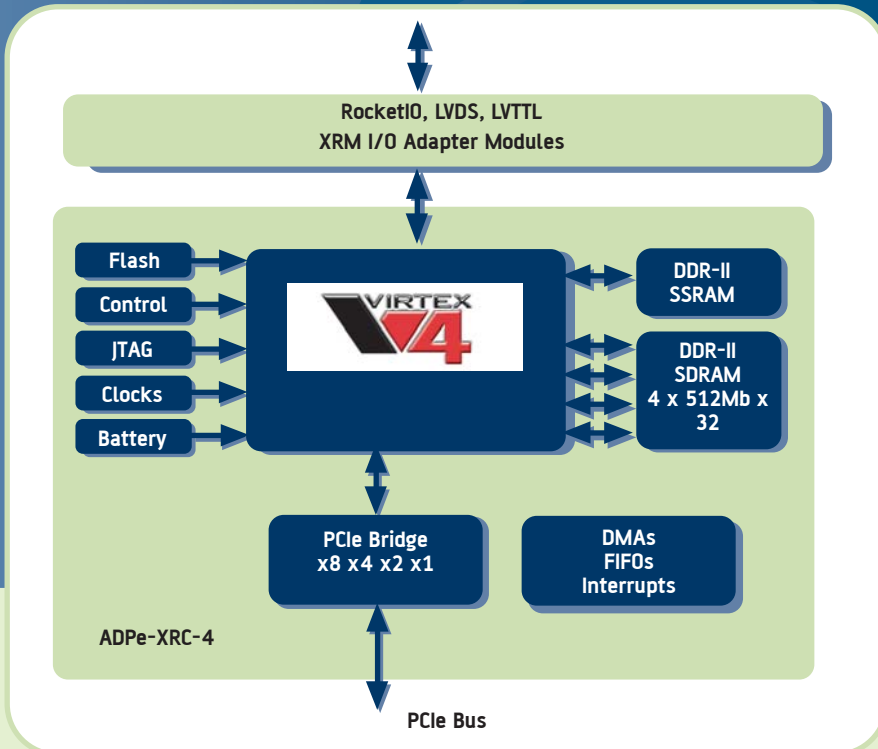 RocketIO, LVDS, LVTTL
XRM I/O Adapter Modules
Flash
Control
JTAG
Clocks
Battery
VIRTEX
4
DDR-II
SSRAM
DDR-II
SDRAM
4 x 512Mb x
32
PCIe Bridge
x8 x4 x2 x1
DMAs
FIFOs
Interrupts
ADPe-XRC-4
PCIe Bus